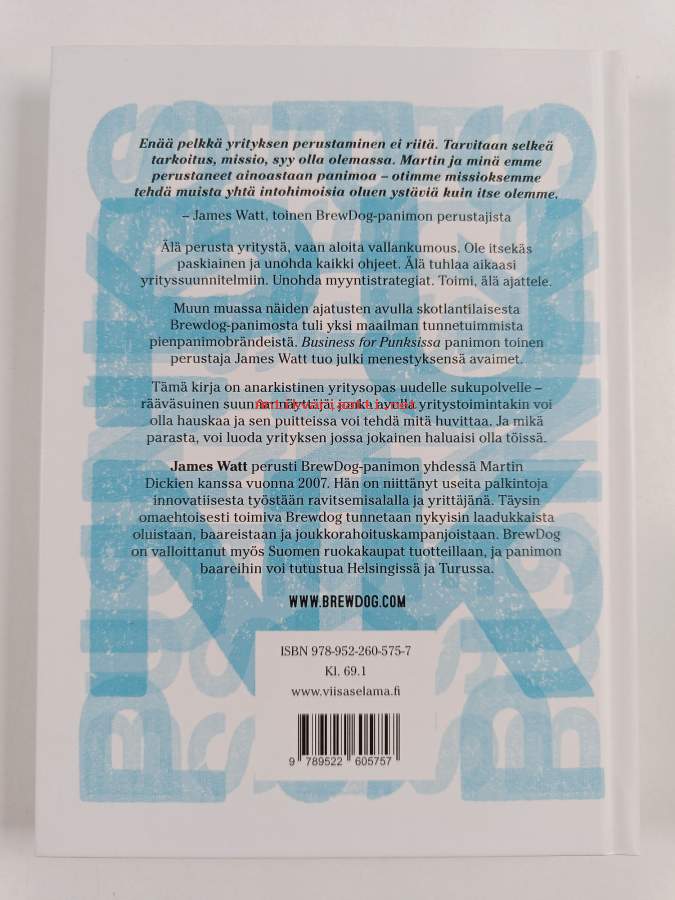 Enää pelkkä yrityksen perustaminen ei riitä. Tarvitaan selkeä
tarkoitus, missio, syy olla olemassa. Martin ja minä emme
perustaneet ainoastaan panimoa – otimme missioksemme
tehdä muista yhtä intohimoisia oluen ystäviä kuin itse olemme.
– James Watt, toinen BrewDog-panimon perustajista
Älä perusta yritystä, vaan aloita vallankumous. Ole itsekäs
paskiainen ja unohda kaikki ohjeet. Älä tuhlaa aikaasi
yrityssuunnitelmiin. Unohda myyntistrategiat. Toimi, älä ajattele.
Muun muassa näiden ajatusten avulla skotlantilaisesta
Brewdog-panimosta tuli yksi maailman tunnetuimmista
pienpanimobrändeistä. Business for Punksissa panimon toinen
perustaja James Watt tuo julki menestyksensä avaimet.
Tämä kirja on anarkistinen yritysopas uudelle sukupolvelle –
rääväsuinen suunnannäyttäjä, jonka avulla yritystoimintakin voi
Antikvariaatti.net
olla hauskaa ja sen puitteissa voi tehdä mitä huvittaa. Ja mikä
parasta, voi luoda yrityksen jossa jokainen haluaisi olla töissä.
James Watt perusti BrewDog-panimon yhdessä Martin
Dickien kanssa vuonna 2007. Hän on niittänyt useita palkintoja
innovatiisesta työstään ravitsemisalalla ja yrittäjänä. Täysin
omaehtoisesti toimiva Brewdog tunnetaan nykyisin laadukkaista
oluistaan, baareistaan ja joukkorahoituskampanjoistaan. BrewDog
on valloittanut myös Suomen ruokakaupat tuotteillaan, ja panimon
baareihin voi tutustua Helsingissä ja Turussa.
WWW.BREWDOG.COM
ISBN 978-952-260-575-7
Kl. 69.1
www.viisaselama.fi
9 789522 605757